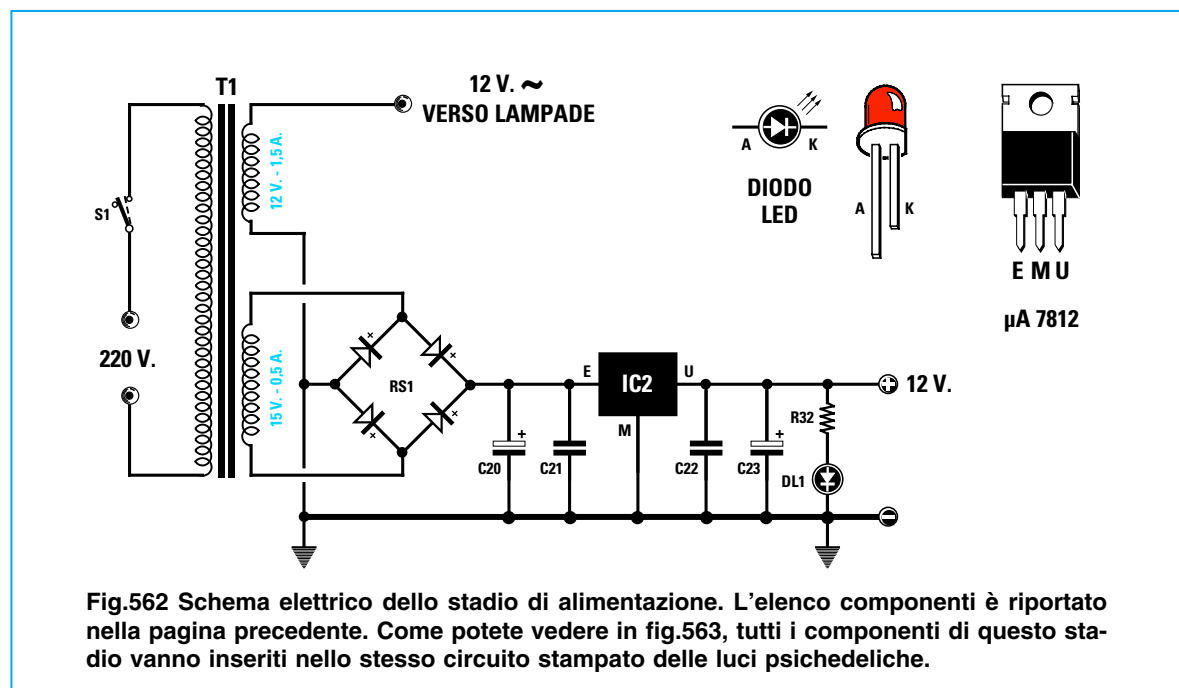 T1
12 V. ~
VERSO LAMPADE
12 V. - 1,5 A.
S1
220 V.
15 V. - 0,5 A.
RS1
+
+
+
+
E
IC2
U
M
+
C20
C21
C22
+
C23
R32
DL1
+
12 V.
−
A
K
DIODO
LED
A
K
E M U
µA 7812
Fig.562 Schema elettrico dello stadio di alimentazione. L'elenco componenti è riportato
nella pagina precedente. Come potete vedere in fig.563, tutti i componenti di questo sta-
dio vanno inseriti nello stesso circuito stampato delle luci psichedeliche.